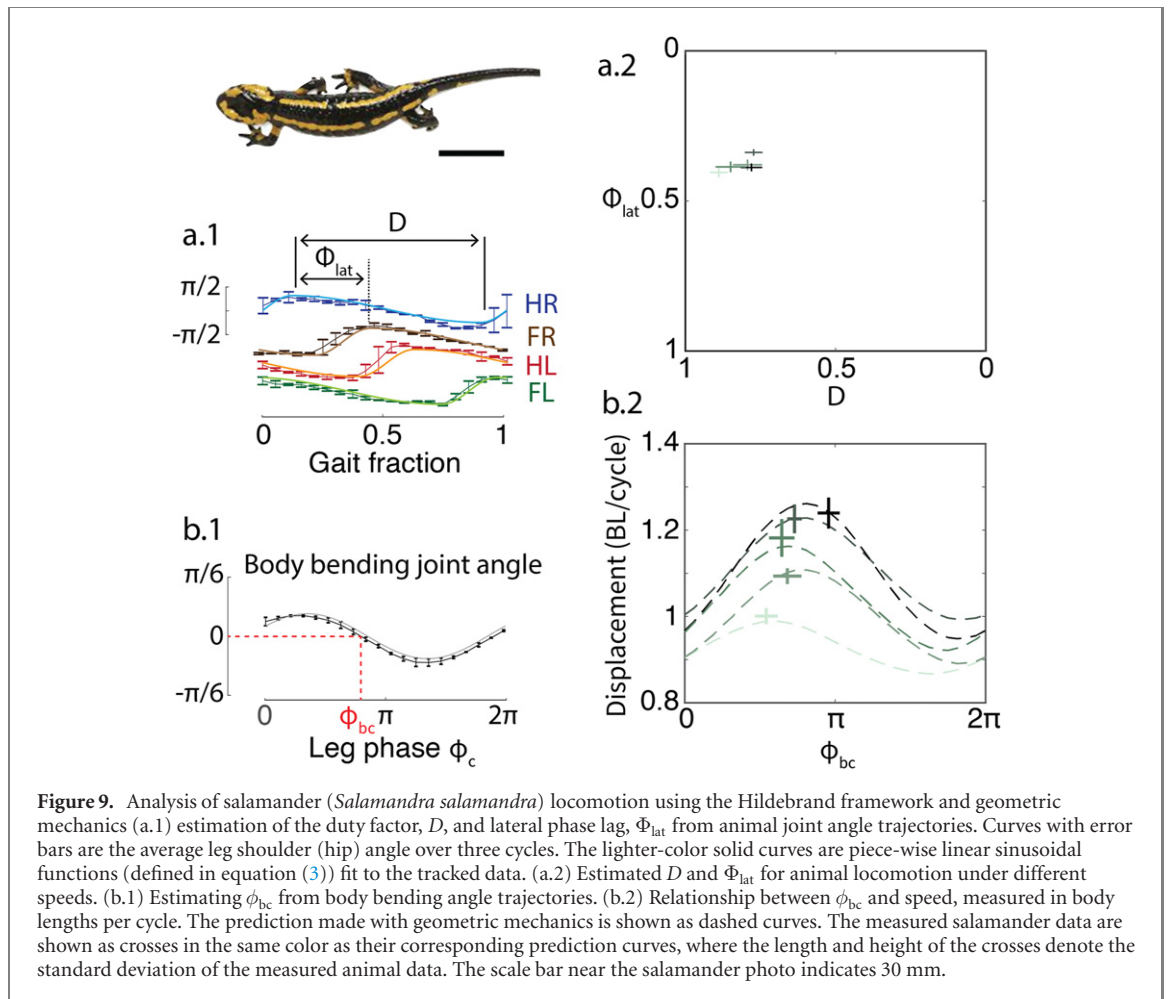 a.1
D
Φlat
π/2
-π/2
HR
FR
HL
FL
0 0.5 1
Gait fraction
a.2
0
Φlat 0.5
1
1 0.5 0
D
b.1
Body bending joint angle
π/6
0
-π/6
0 ϕbc π 2π
Leg phase ϕc
b.2
Displacement (BL/cycle)
1.4
1.2
1
0.8
0 π 2π
ϕbc
Figure 9. Analysis of salamander (Salamandra salamandra) locomotion using the Hildebrand framework and geometric
mechanics (a.1) estimation of the duty factor, D, and lateral phase lag, Φlat from animal joint angle trajectories. Curves with error
bars are the average leg shoulder (hip) angle over three cycles. The lighter-color solid curves are piece-wise linear sinusoidal
functions (defined in equation (3)) fit to the tracked data. (a.2) Estimated D and Φlat for animal locomotion under different
speeds. (b.1) Estimating ϕbc from body bending angle trajectories. (b.2) Relationship between ϕbc and speed, measured in body
lengths per cycle. The prediction made with geometric mechanics is shown as dashed curves. The measured salamander data are
shown as crosses in the same color as their corresponding prediction curves, where the length and height of the crosses denote the
standard deviation of the measured animal data. The scale bar near the salamander photo indicates 30 mm.